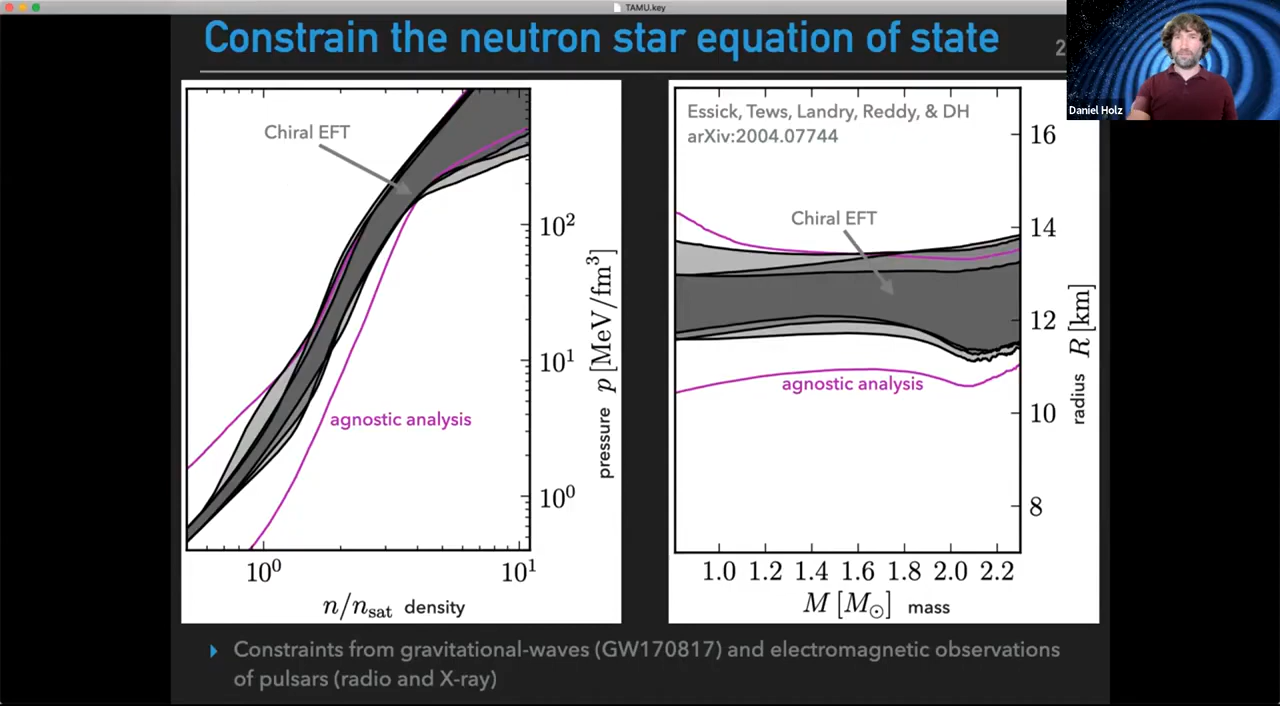 TAMU.key
Constrain the neutron star equation of state
2
Daniel Holz
Chiral EFT
agnostic analysis
10²
10¹
10⁰
pressure p [MeV/fm³]
10⁰ 10¹
n/n_sat density
Essick, Tews, Landry, Reddy, & DH
arXiv:2004.07744
Chiral EFT
agnostic analysis
16
14
12
10
8
radius R [km]
1.0 1.2 1.4 1.6 1.8 2.0 2.2
M [M☉] mass
Constraints from gravitational-waves (GW170817) and electromagnetic observations
of pulsars (radio and X-ray)